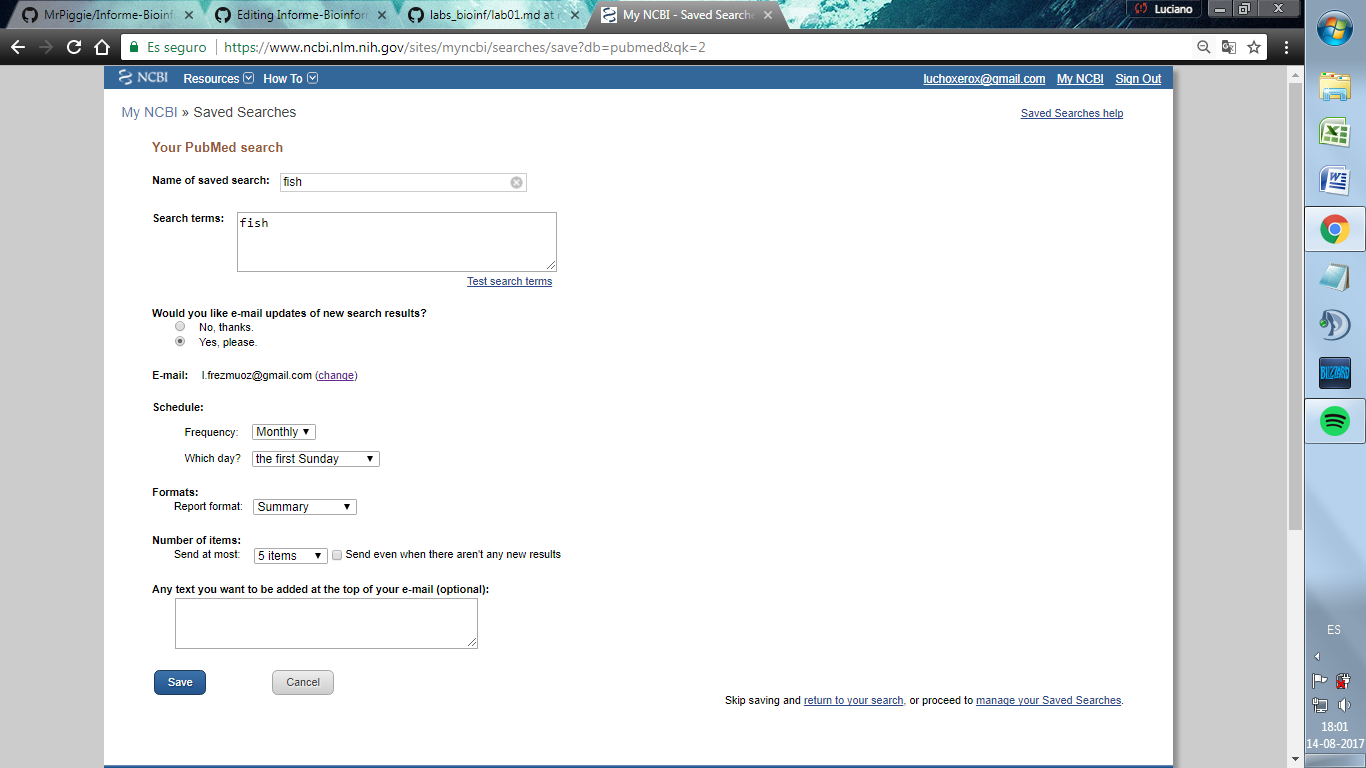 MrPiggie/Informe-Bioinf
Editing Informe-Bioinfor
labs_bioinf/lab01.md at
My NCBI - Saved Search
Luciano
Es seguro
https://www.ncbi.nlm.nih.gov/sites/myncbi/searches/save?db=pubmed&qk=2
NCBI Resources How To
luchoxerox@gmail.com My NCBI Sign Out
My NCBI » Saved Searches
Saved Searches help
Your PubMed search
Name of saved search: fish
Search terms: fish
Test search terms
Would you like e-mail updates of new search results?
No, thanks.
Yes, please.
E-mail: l.frezmuoz@gmail.com (change)
Schedule:
Frequency: Monthly
Which day? the first Sunday
Formats:
Report format: Summary
Number of items:
Send at most: 5 items Send even when there aren't any new results
Any text you want to be added at the top of your e-mail (optional):
Save Cancel
Skip saving and return to your search, or proceed to manage your Saved Searches.
BLIZZARD
ES
18:01
14-08-2017